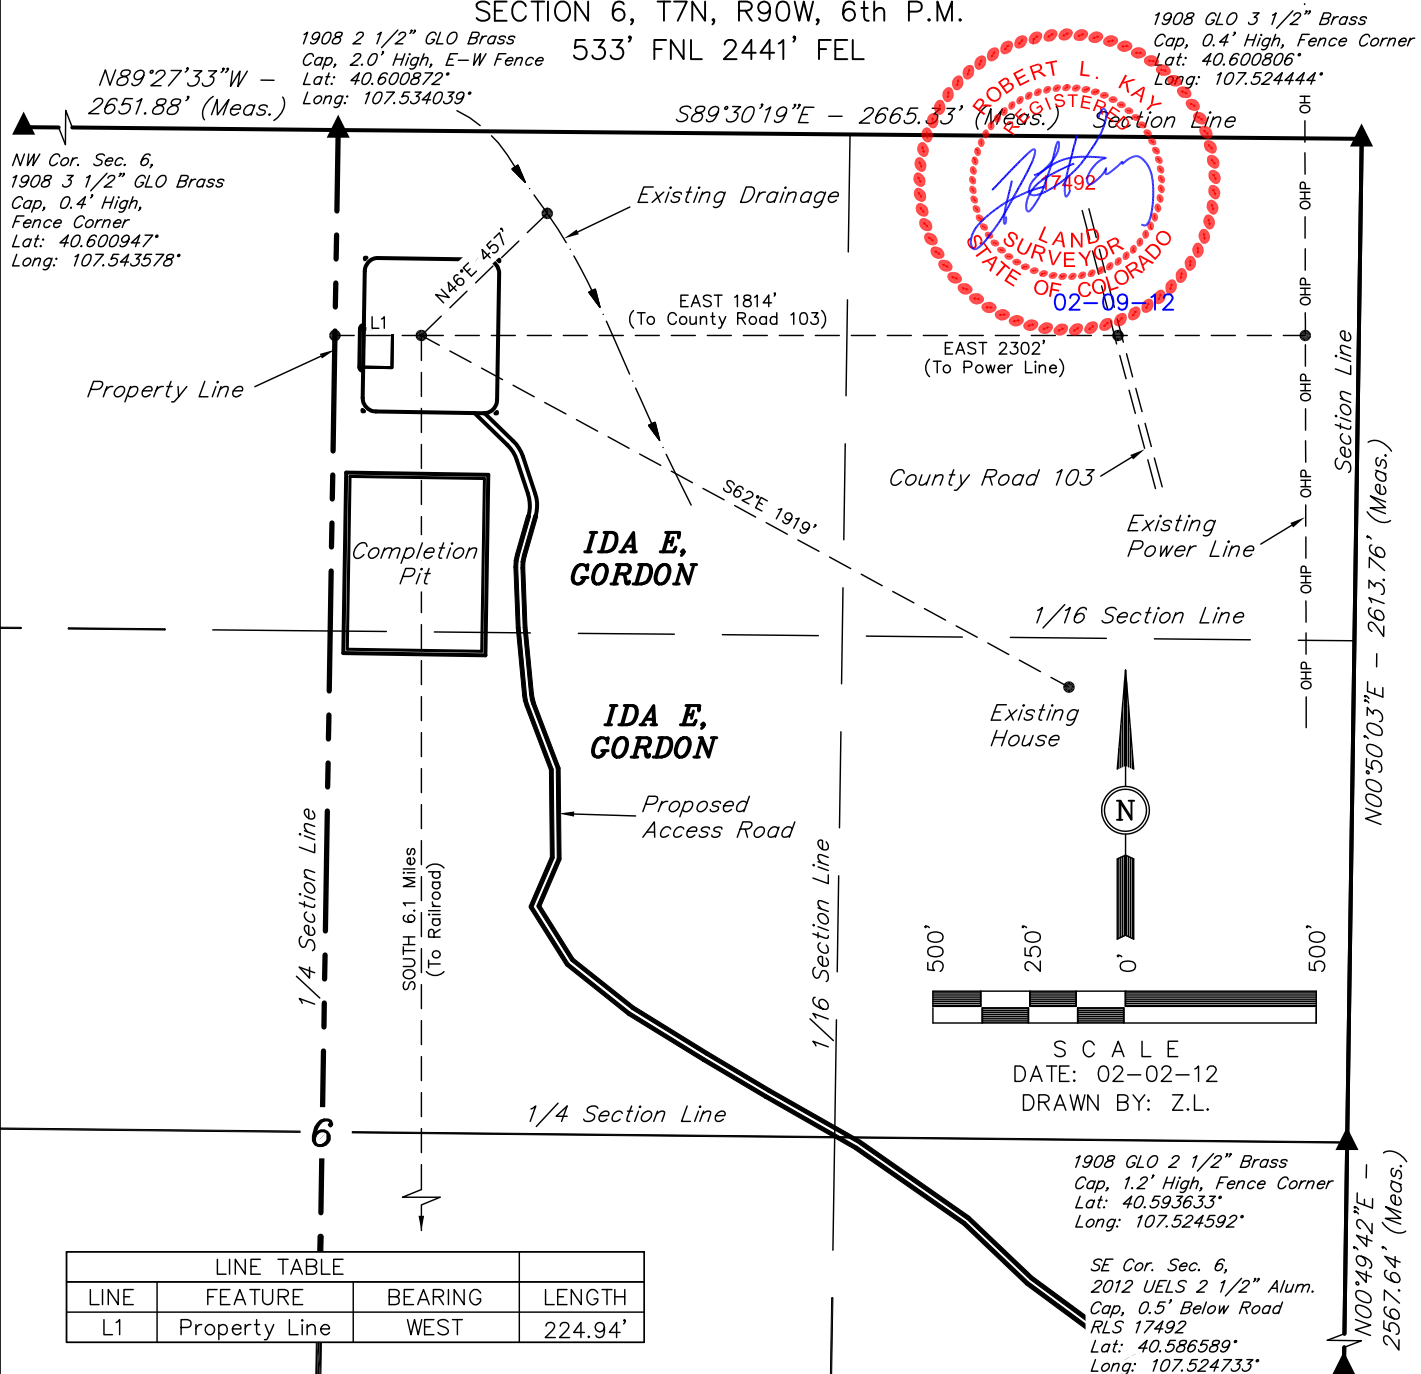 SECTION 6, T7N, R90W, 6th P.M.
533' FNL 2441' FEL
1908 2 1/2" GLO Brass
Cap, 2.0' High, E-W Fence
Lat: 40.600872°
Long: 107.534039°
1908 GLO 3 1/2" Brass
Cap, 0.4' High, Fence Corner
Lat: 40.600806°
Long: 107.524444°
N89°27'33"W -
2651.88' (Meas.)
S89°30'19"E - 2665.33' (Meas.)
Section Line
NW Cor. Sec. 6,
1908 3 1/2" GLO Brass
Cap, 0.4' High,
Fence Corner
Lat: 40.600947°
Long: 107.543578°
ROBERT L. KAY
REGISTERED
17492
LAND
SURVEYOR
STATE OF COLORADO
02-09-12
Existing Drainage
N46°E 457'
L1
EAST 1814'
(To County Road 103)
EAST 2302'
(To Power Line)
OH
OHP
OHP
OHP
OHP
OHP
OHP
Section Line
Property Line
County Road 103
S62°E 1919'
Existing
Power Line
N00°50'03"E - 2613.76' (Meas.)
Completion
Pit
IDA E,
GORDON
1/16 Section Line
IDA E,
GORDON
Existing
House
Proposed
Access Road
N
1/4 Section Line
SOUTH 6.1 Miles
(To Railroad)
1/16 Section Line
500'
250'
0'
500'
SCALE
DATE: 02-02-12
DRAWN BY: Z.L.
1/4 Section Line
6
1908 GLO 2 1/2" Brass
Cap, 1.2' High, Fence Corner
Lat: 40.593633°
Long: 107.524592°
N00°49'42"E -
2567.64' (Meas.)
SE Cor. Sec. 6,
2012 UELS 2 1/2" Alum.
Cap, 0.5' Below Road
RLS 17492
Lat: 40.586589°
Long: 107.524733°
LINE TABLE
LINE FEATURE BEARING LENGTH
L1 Property Line WEST 224.94'